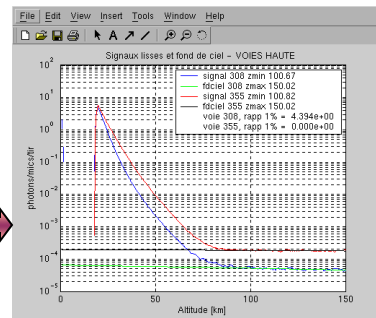 File Edit View Insert Tools Window Help
Signaux lisses et fond de ciel - VOIES HAUTE
signal 308 zmin 100.67
fdciel 308 zmax 150.02
signal 355 zmin 100.82
fdciel 355 zmax 150.02
voie 308, rapp 1% = 4.394e+00
voie 355, rapp 1% = 0.000e+00
photons/mics/tir
10^2
10^1
10^0
10^-1
10^-2
10^-3
10^-4
10^-5
0 50 100 150
Altitude [km]